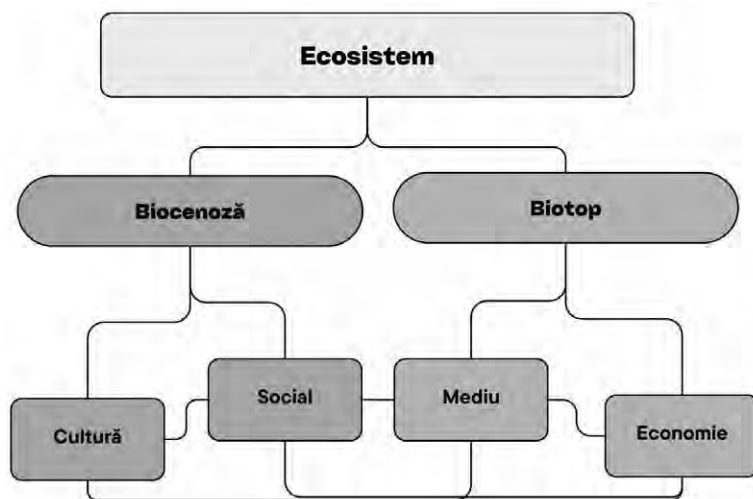 Ecosistem
Biocenoză
Biotop
Cultură
Social
Mediu
Economie